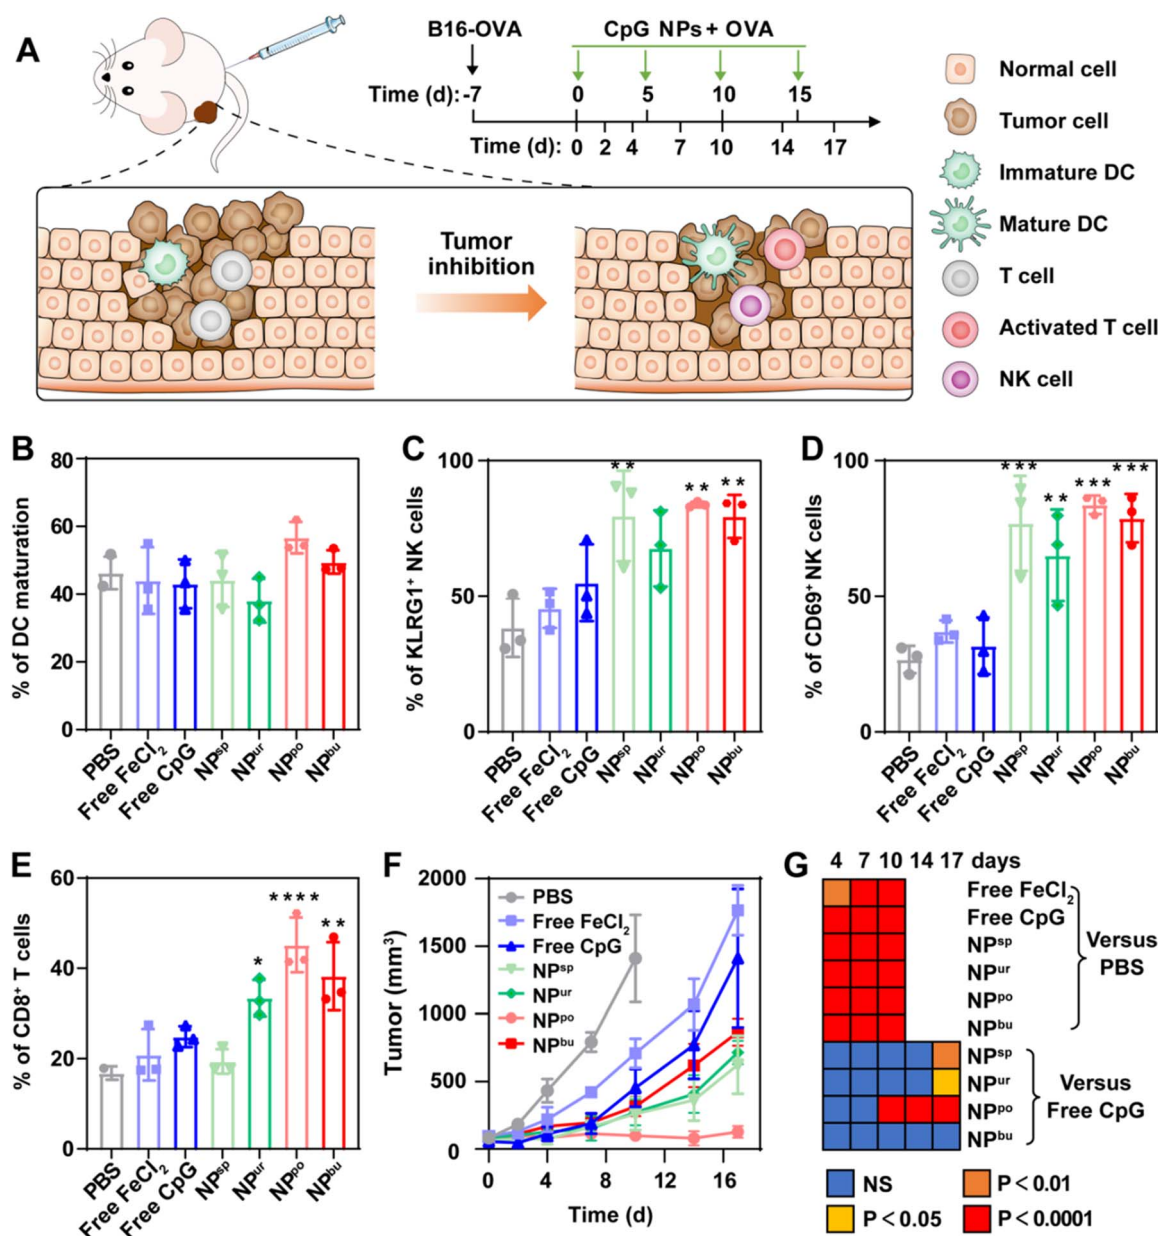 A
B16-OVA
CpG NPs + OVA
Time (d): -7 0 5 10 15
Time (d): 0 2 4 7 10 14 17
Normal cell
Tumor cell
Immature DC
Mature DC
T cell
Activated T cell
NK cell
Tumor
inhibition
B
% of DC maturation
80
60
40
20
0
PBS
Free FeCl₂
Free CpG
NPˢᵖ
NPᵘʳ
NPᵖᵒ
NPᵇᵘ
C
% of KLRG1⁺ NK cells
100
50
0
** ** **
PBS
Free FeCl₂
Free CpG
NPˢᵖ
NPᵘʳ
NPᵖᵒ
NPᵇᵘ
D
% of CD69⁺ NK cells
100
50
0
*** ** *** ***
PBS
Free FeCl₂
Free CpG
NPˢᵖ
NPᵘʳ
NPᵖᵒ
NPᵇᵘ
E
% of CD8⁺ T cells
60
40
20
0
* **** **
PBS
Free FeCl₂
Free CpG
NPˢᵖ
NPᵘʳ
NPᵖᵒ
NPᵇᵘ
F
Tumor (mm³)
2000
1500
1000
500
0
PBS
Free FeCl₂
Free CpG
NPˢᵖ
NPᵘʳ
NPᵖᵒ
NPᵇᵘ
0 4 8 12 16
Time (d)
G
4 7 10 14 17 days
Free FeCl₂
Free CpG
NPˢᵖ
NPᵘʳ
NPᵖᵒ
NPᵇᵘ
Versus
PBS
NPˢᵖ
NPᵘʳ
NPᵖᵒ
NPᵇᵘ
Versus
Free CpG
NS
P < 0.01
P < 0.05
P < 0.0001